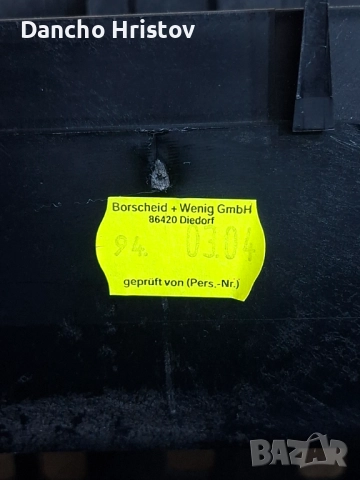 Dancho Hristov
Borscheid + Wenig GmbH
86420 Diedorf
94. 03.04
geprüft von (Pers.-Nr.)
BAZAR